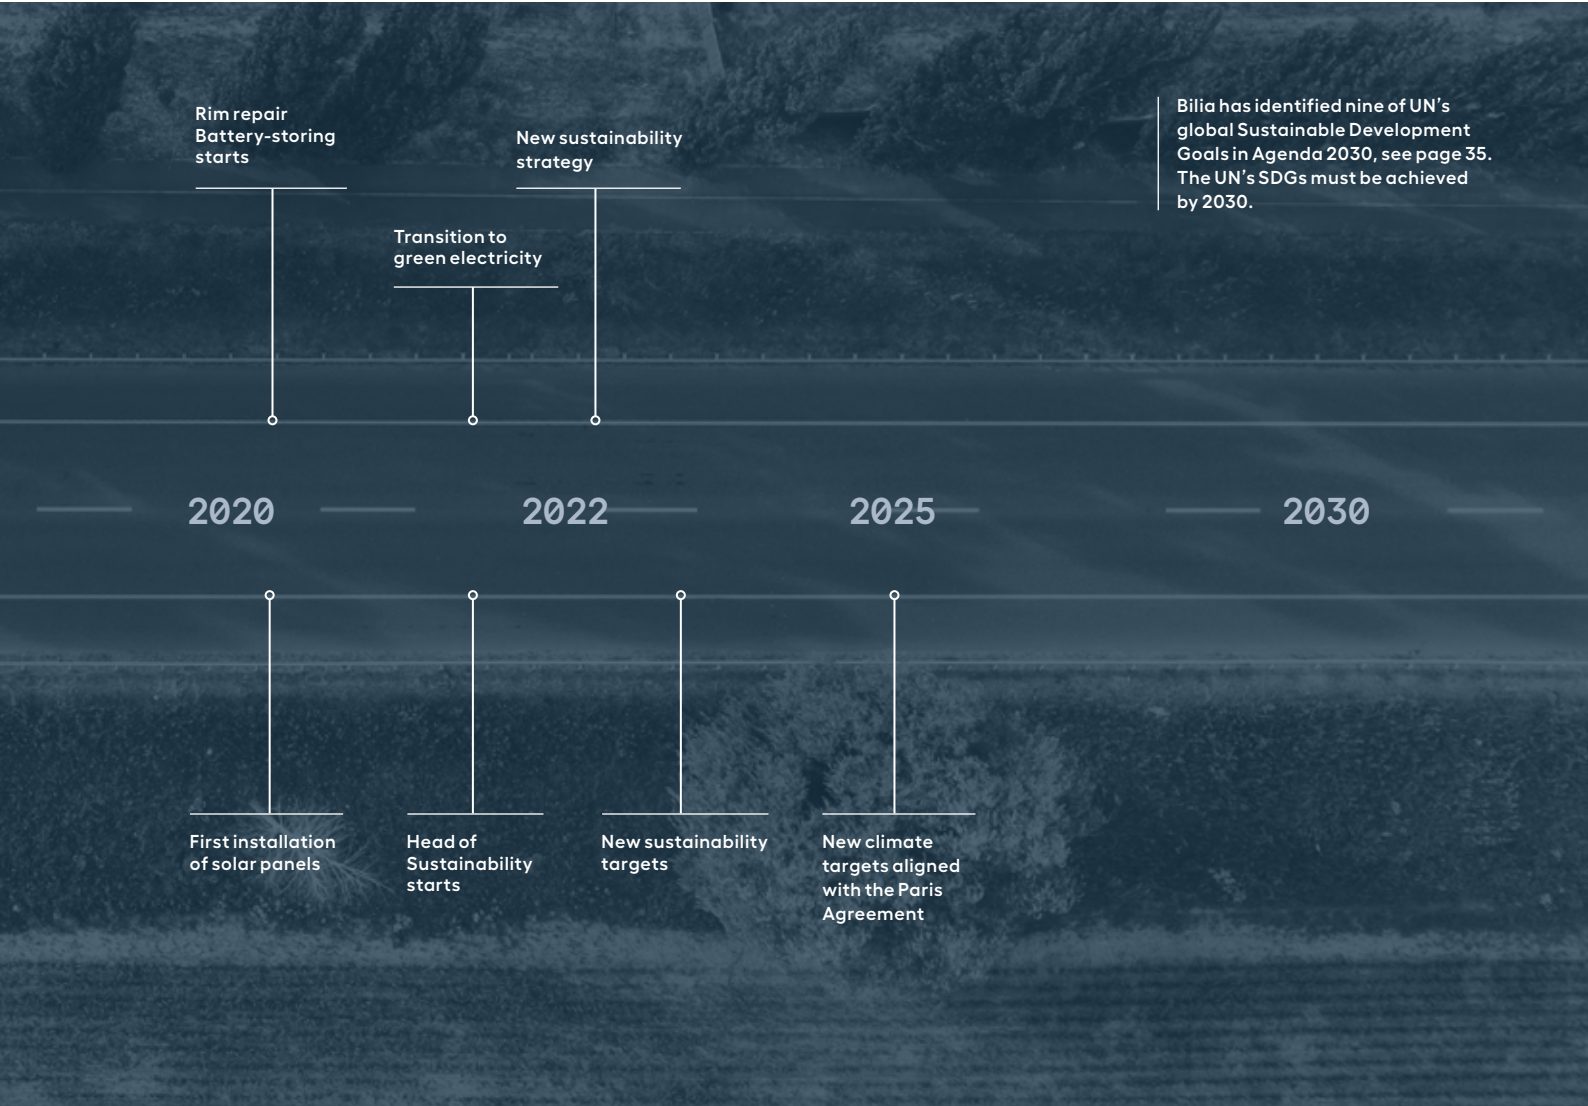 Rim repair
Battery-storing
starts
New sustainability
strategy
Transition to
green electricity
Bilia has identified nine of UN’s
global Sustainable Development
Goals in Agenda 2030, see page 35.
The UN’s SDGs must be achieved
by 2030.
2020
2022
2025
2030
First installation
of solar panels
Head of
Sustainability
starts
New sustainability
targets
New climate
targets aligned
with the Paris
Agreement